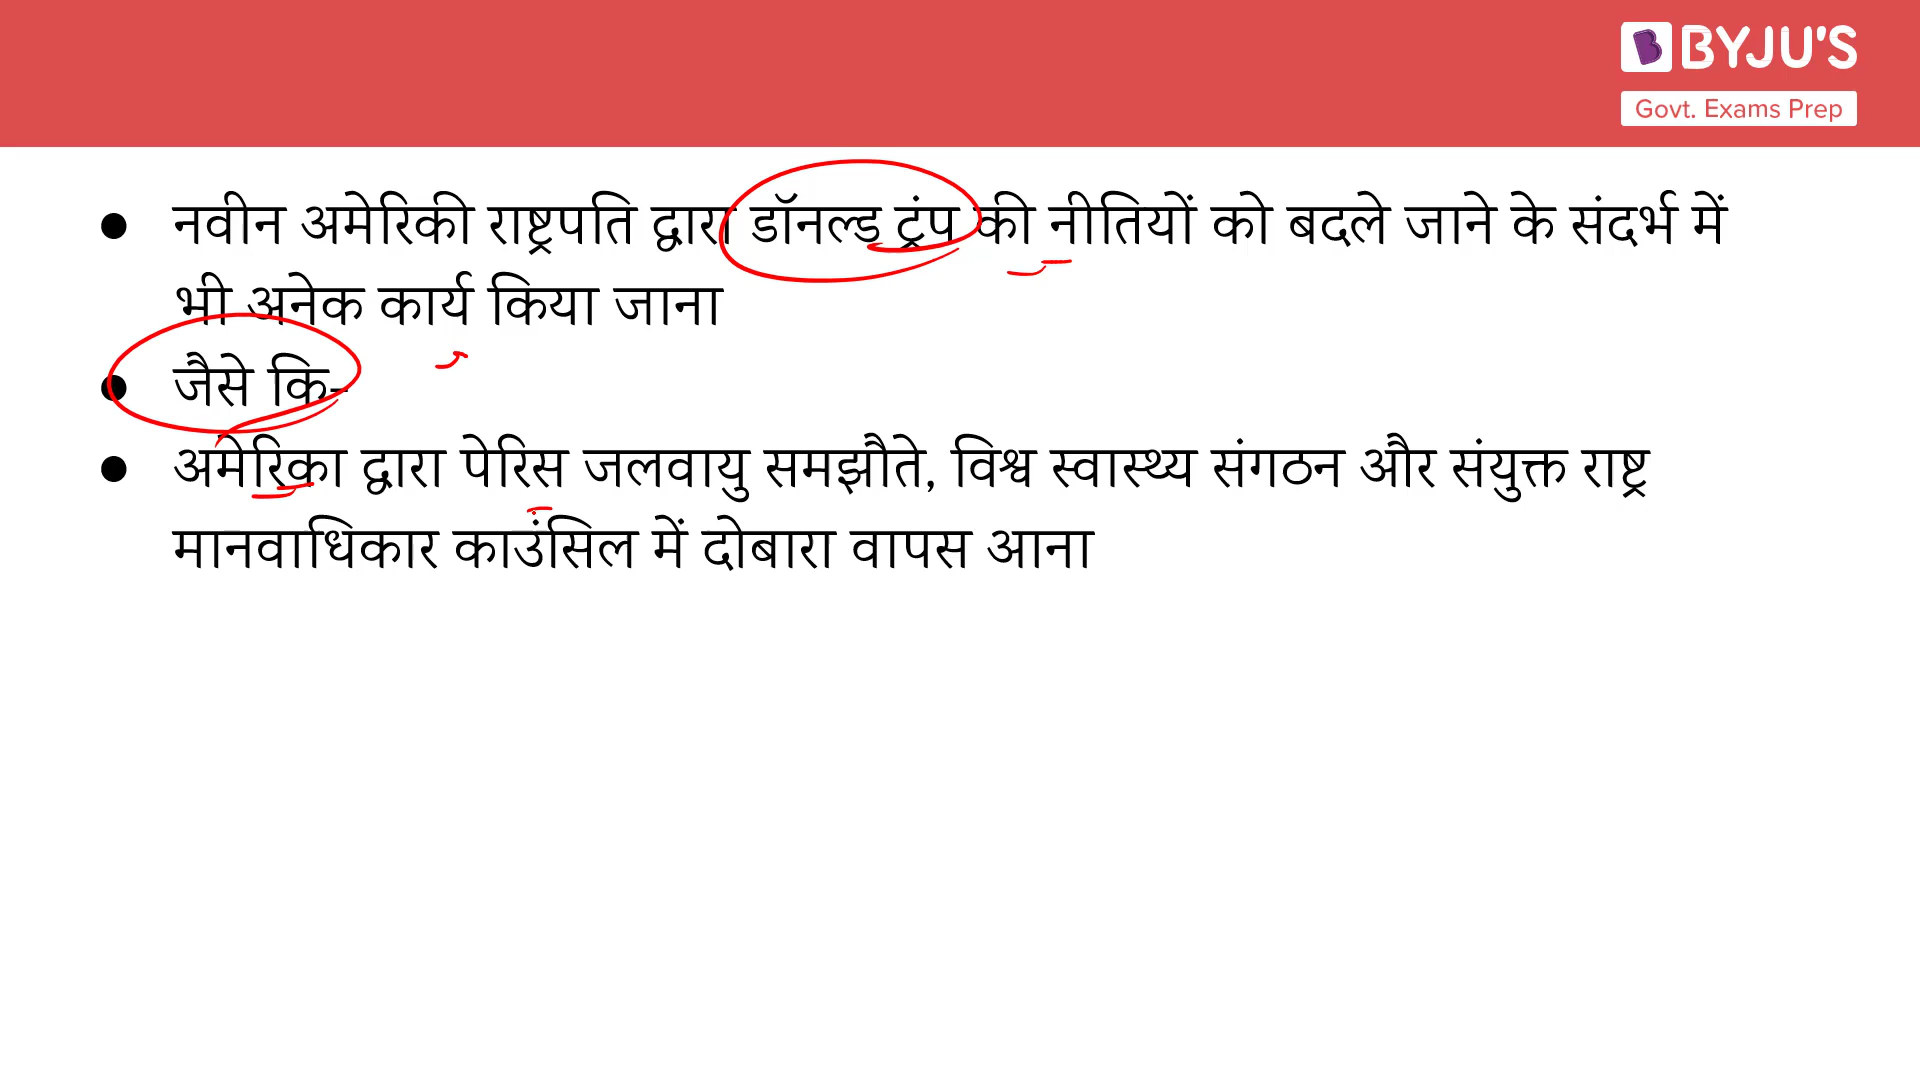 BYJU'S
Govt. Exams Prep
● नवीन अमेरिकी राष्ट्रपति द्वारा डॉनल्ड ट्रंप की नीतियों को बदले जाने के संदर्भ में
भी अनेक कार्य किया जाना
● जैसे कि-
● अमेरिका द्वारा पेरिस जलवायु समझौते, विश्व स्वास्थ्य संगठन और संयुक्त राष्ट्र
मानवाधिकार काउंसिल में दोबारा वापस आना